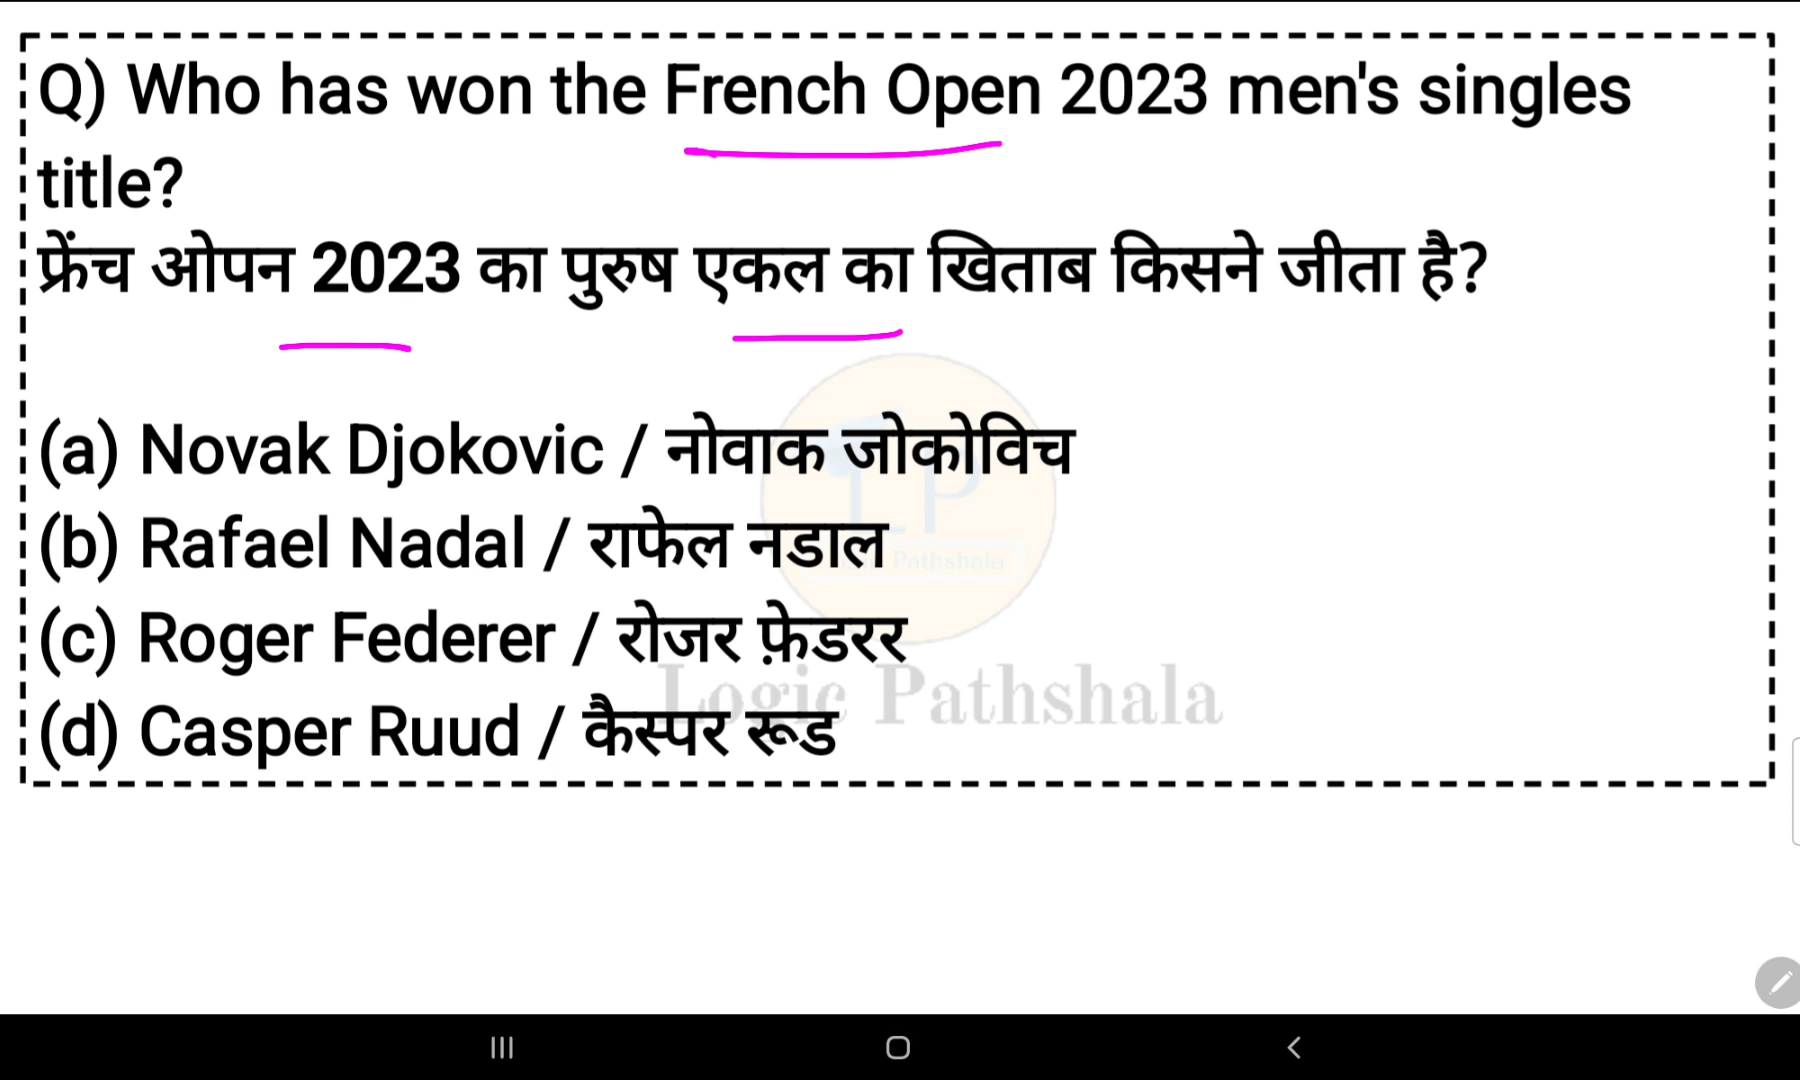 Q) Who has won the French Open 2023 men's singles
title?
फ्रेंच ओपन 2023 का पुरुष एकल का खिताब किसने जीता है?
(a) Novak Djokovic / नोवाक जोकोविच
(b) Rafael Nadal / राफेल नडाल
Pathshala
(c) Roger Federer / रोजर फ़ेडरर
Logic Pathshala
(d) Casper Ruud / कैस्पर रूड